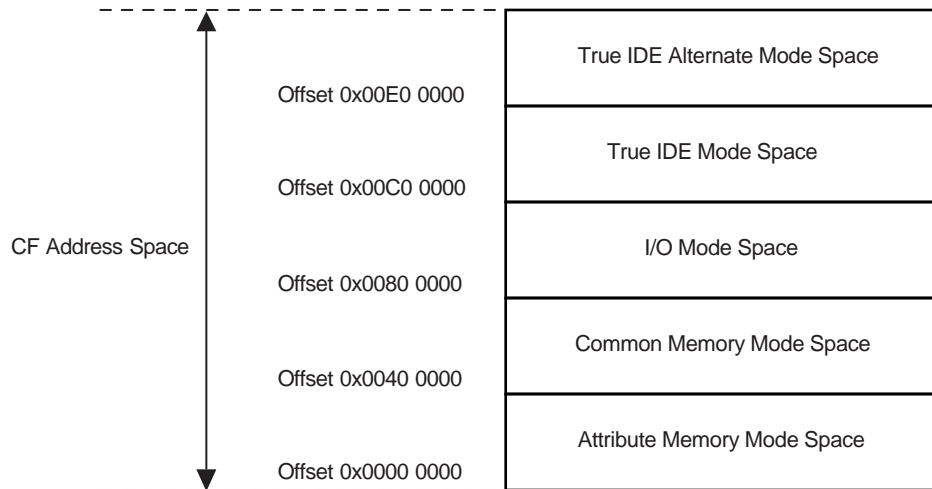 True IDE Alternate Mode Space
Offset 0x00E0 0000
True IDE Mode Space
Offset 0x00C0 0000
CF Address Space
I/O Mode Space
Offset 0x0080 0000
Common Memory Mode Space
Offset 0x0040 0000
Attribute Memory Mode Space
Offset 0x0000 0000